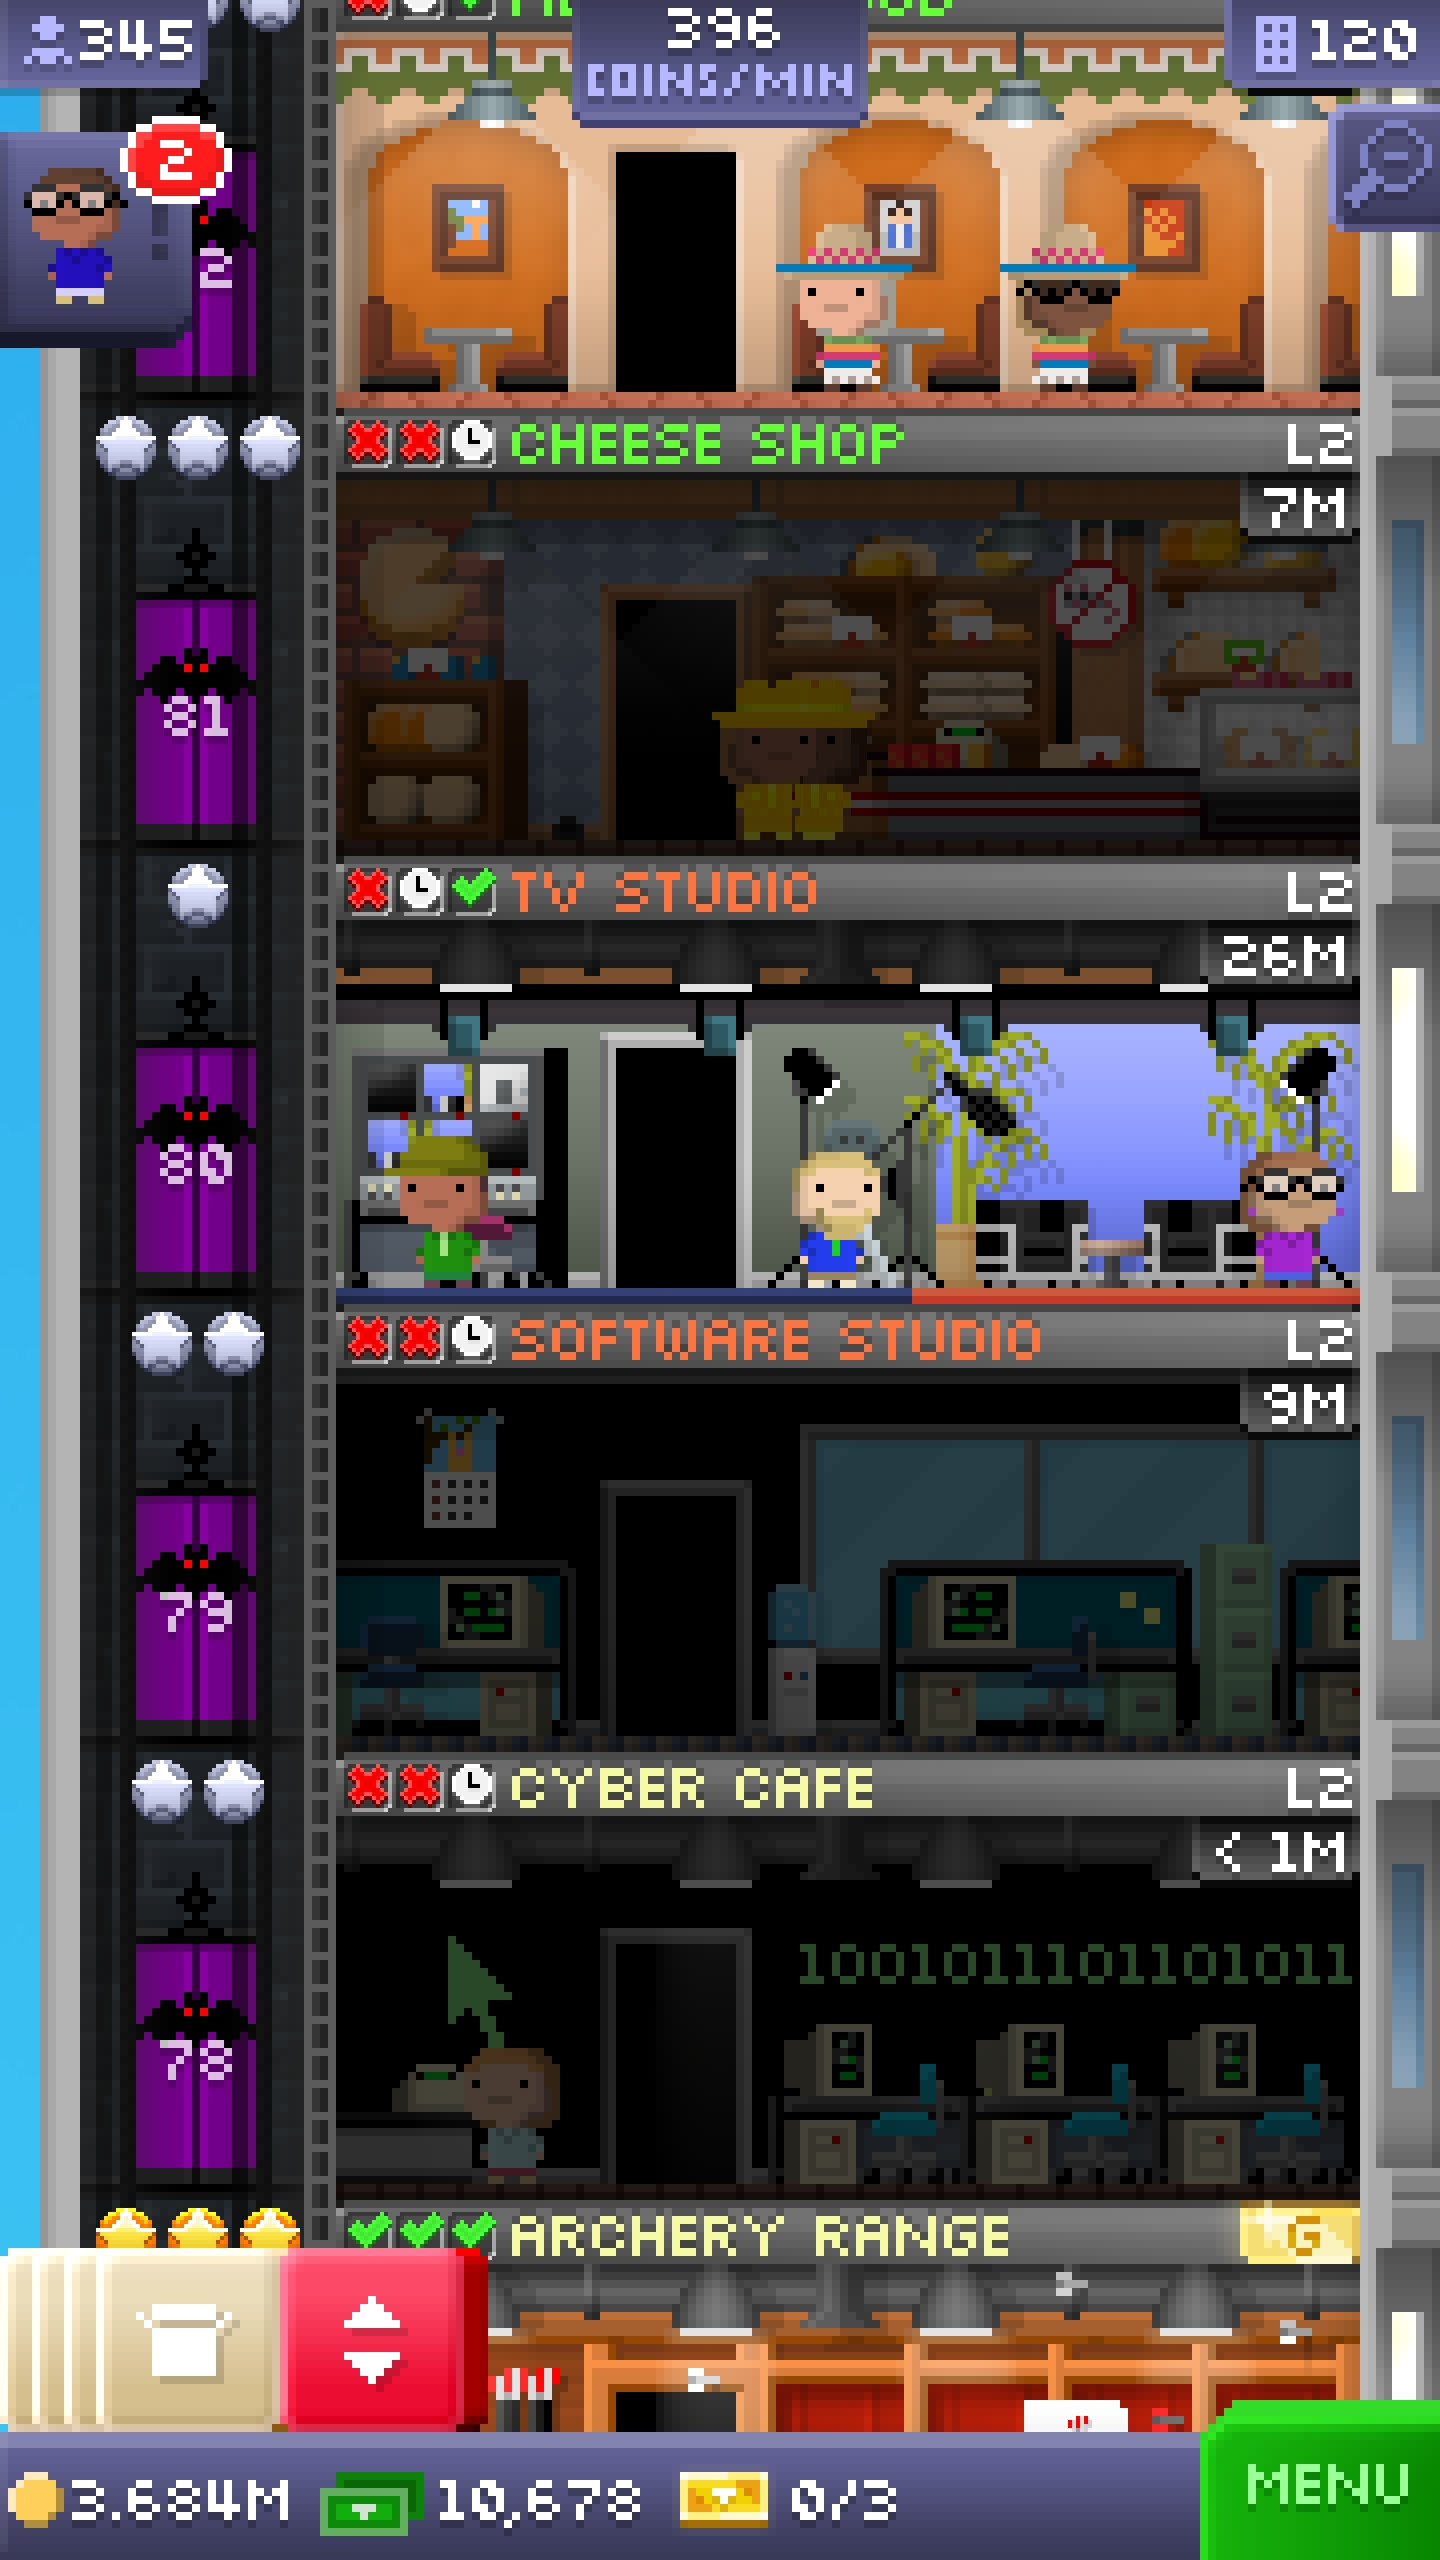 345
396
COINS/MIN
120
2
2
CHEESE SHOP L2
7M
81
TV STUDIO L2
26M
80
SOFTWARE STUDIO L2
9M
79
CYBER CAFE L2
< 1M
1001011101101011
78
ARCHERY RANGE G
3.684M 10,678 0/3
MENU